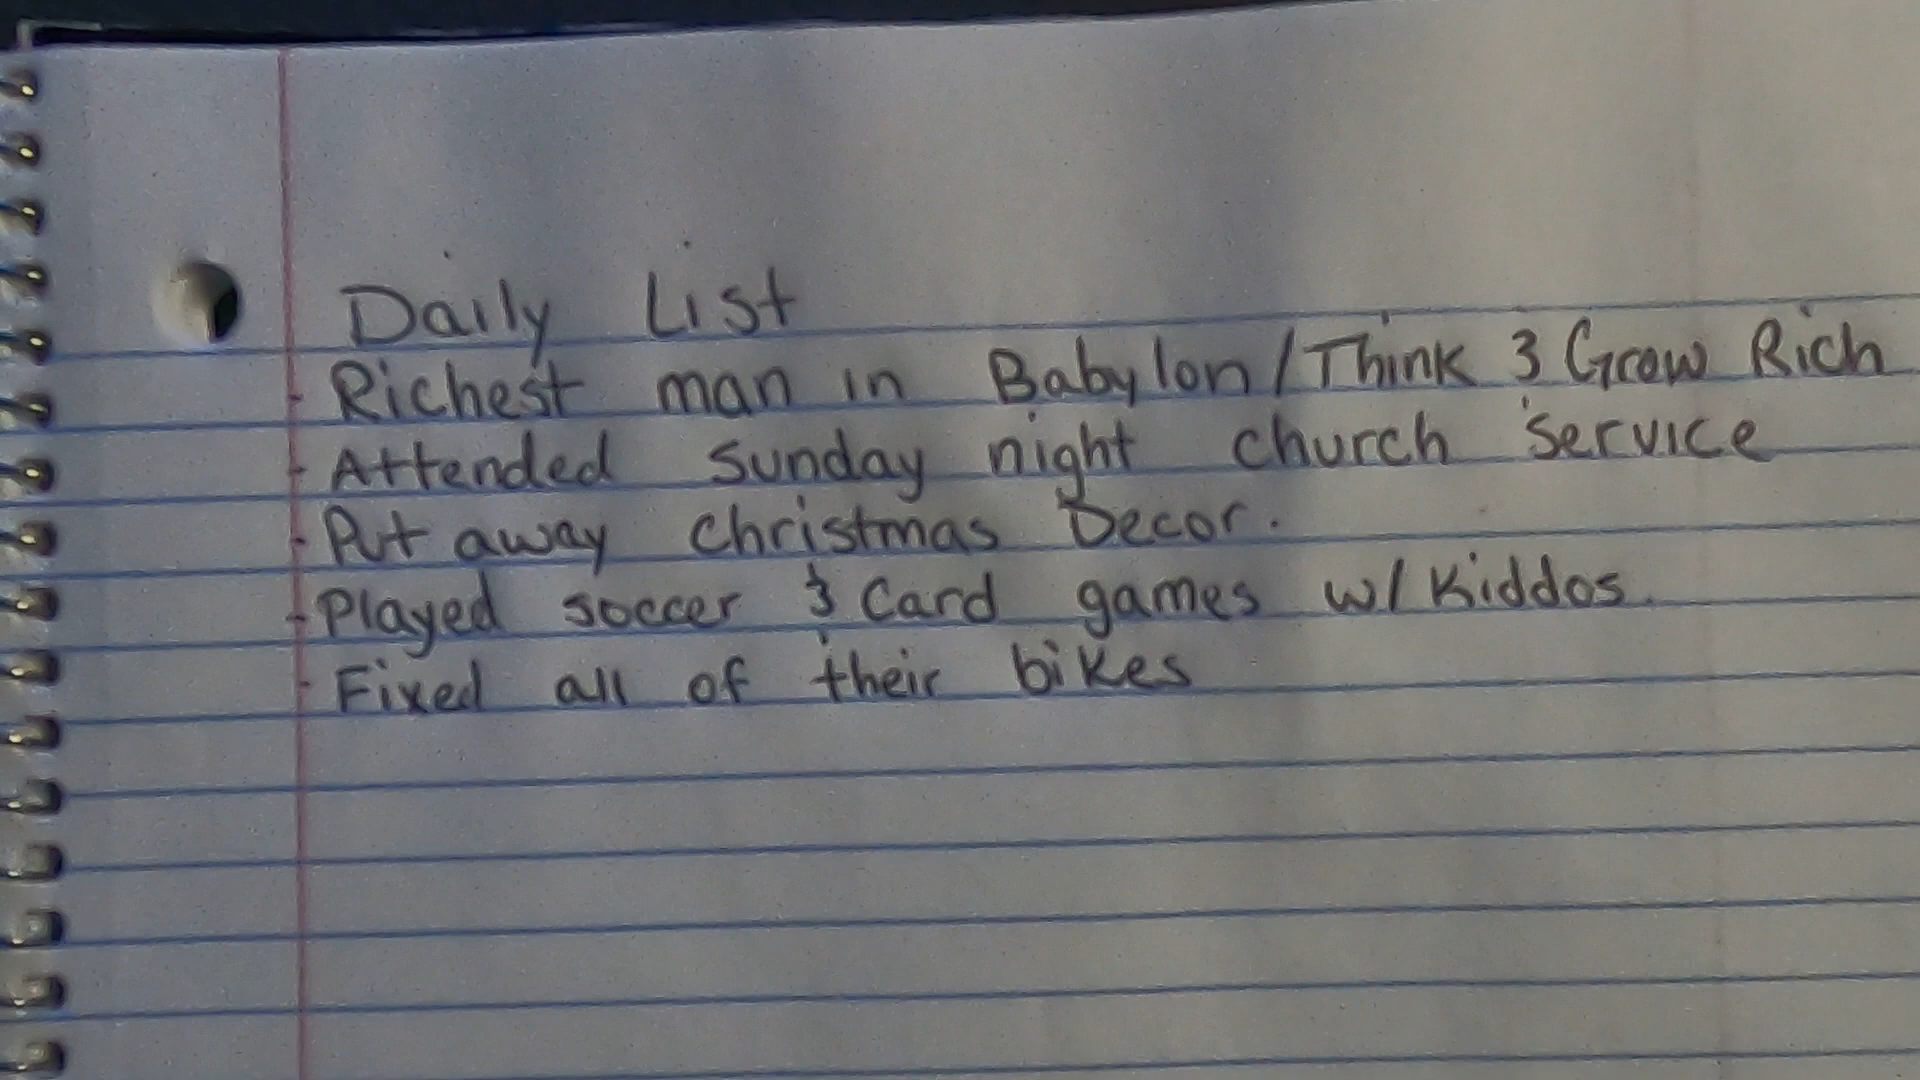 Daily List
- Richest man in Babylon/Think & Grow Rich
- Attended Sunday night church service
- Put away christmas Decor.
- Played soccer & Card games w/ Kiddos.
- Fixed all of their bikes